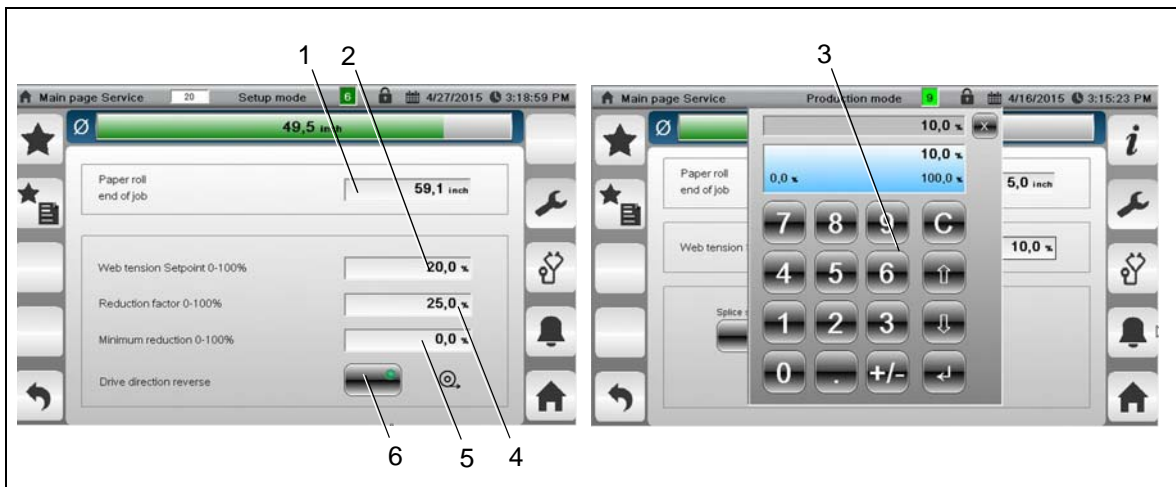 1 2 3
Main page Service 20 Setup mode 6 4/27/2015 3:18:59 PM
Ø 49,5 inch
Paper roll
end of job
59,1 inch
Web tension Setpoint 0-100% 20,0 %
Reduction factor 0-100% 25,0 %
Minimum reduction 0-100% 0,0 %
Drive direction reverse
6 5 4
Main page Service Production mode 9 4/16/2015 3:15:23 PM
Ø
10,0 % x
10,0 %
0,0 % 100,0 %
i
Paper roll
end of job
5,0 inch
Web tension
10,0 %
Splice
7 8 9 C
4 5 6 ⇧
1 2 3 ⇩
0 . +/- ↵